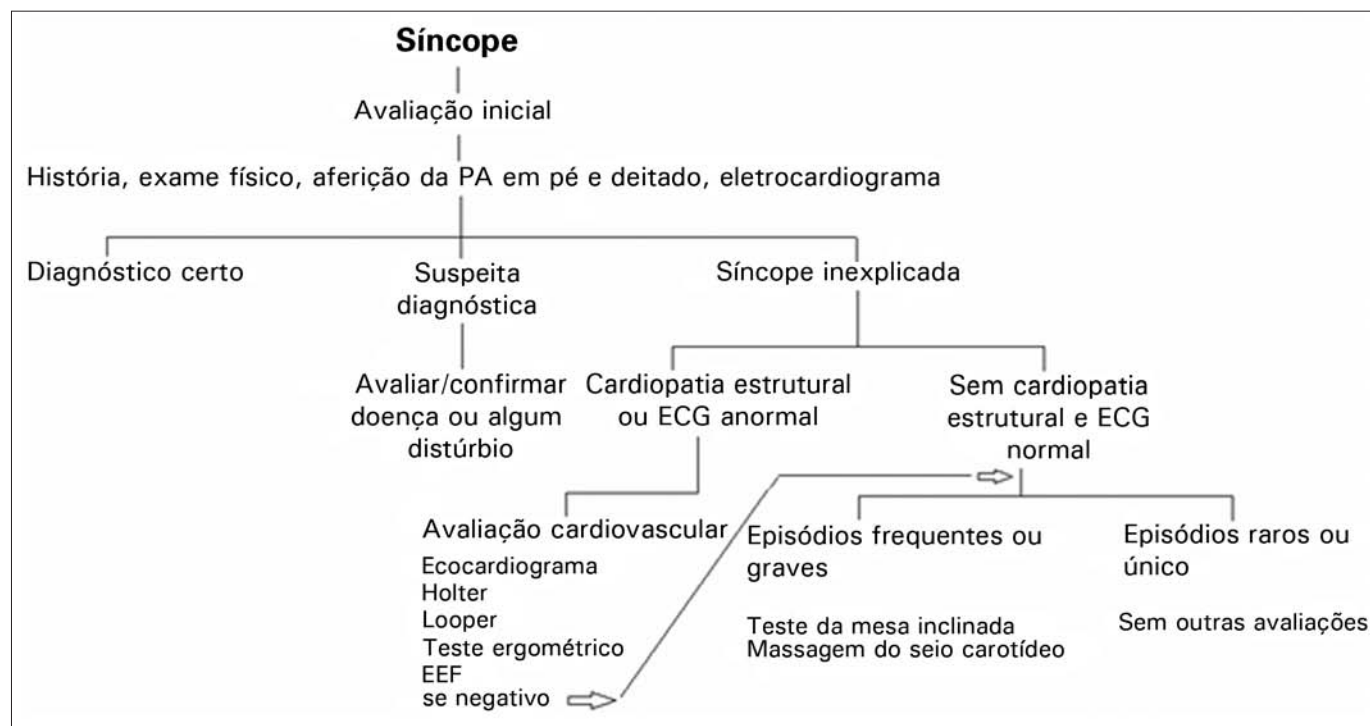 Síncope
Avaliação inicial
História, exame físico, aferição da PA em pé e deitado, eletrocardiograma
Diagnóstico certo
Suspeita
diagnóstica
Síncope inexplicada
Avaliar/confirmar
doença ou algum
distúrbio
Cardiopatia estrutural
ou ECG anormal
Sem cardiopatia
estrutural e ECG
normal
Avaliação cardiovascular
Ecocardiograma
Holter
Looper
Teste ergométrico
EEF
se negativo
Episódios frequentes ou
graves
Teste da mesa inclinada
Massagem do seio carotídeo
Episódios raros ou
único
Sem outras avaliações